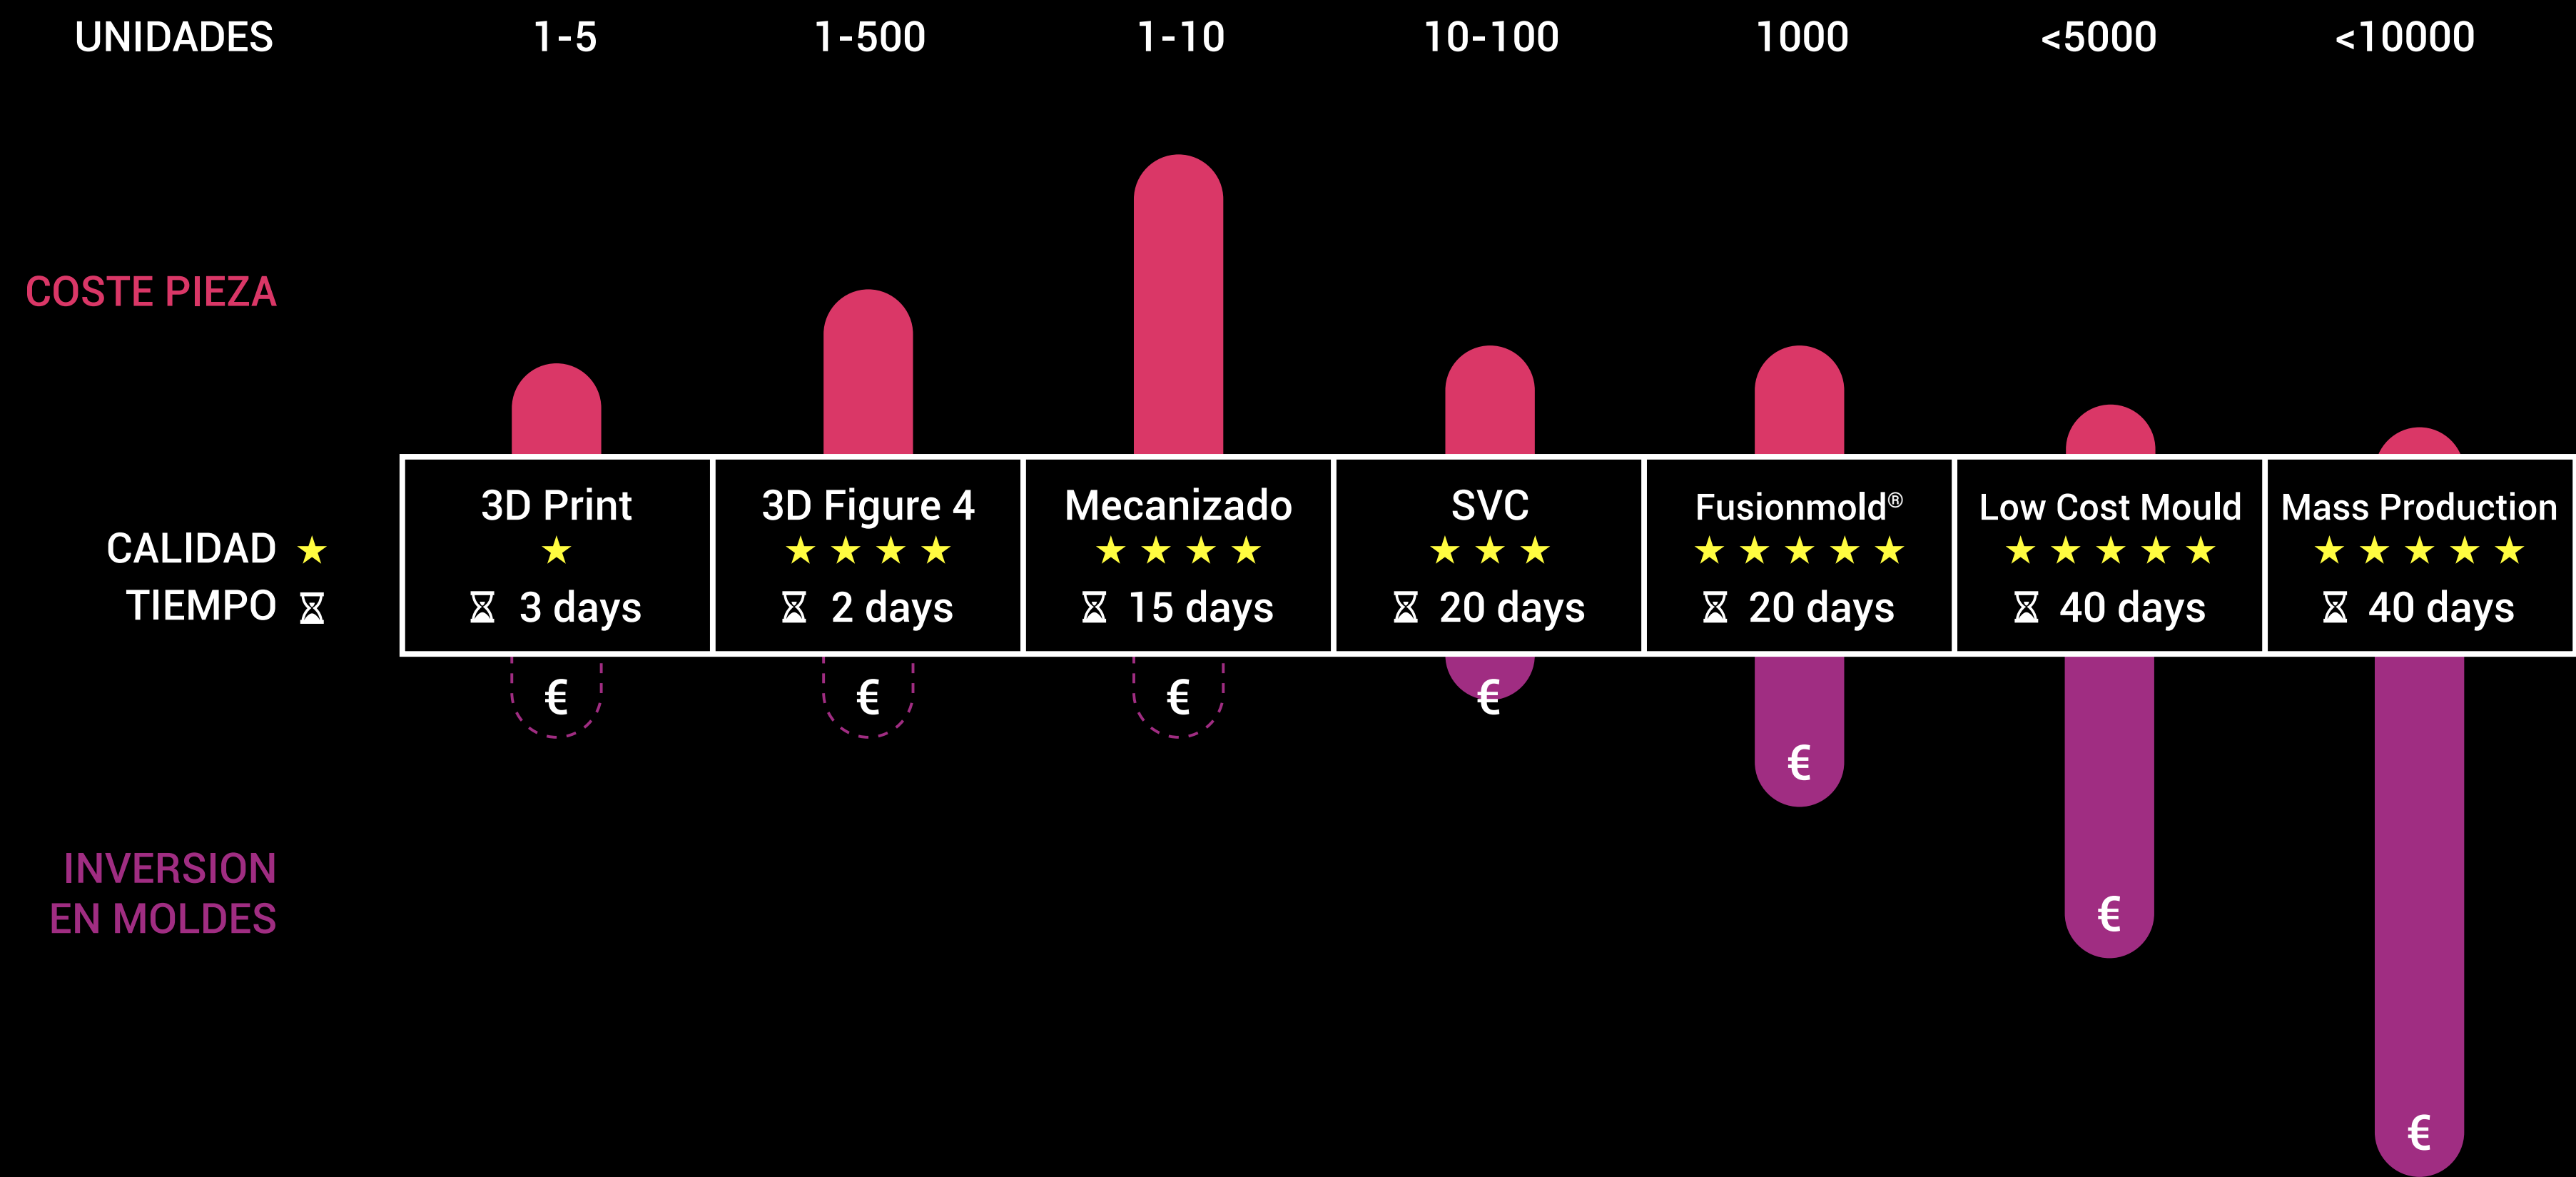 UNIDADES 1-5 1-500 1-10 10-100 1000 <5000 <10000
COSTE PIEZA
3D Print 3D Figure 4 Mecanizado SVC Fusionmold® Low Cost Mould Mass Production
CALIDAD ★ ★ ★★★★ ★★★★ ★★★ ★★★★★ ★★★★★ ★★★★★
TIEMPO 3 days 2 days 15 days 20 days 20 days 40 days 40 days
€ € € € € € €
INVERSION
EN MOLDES